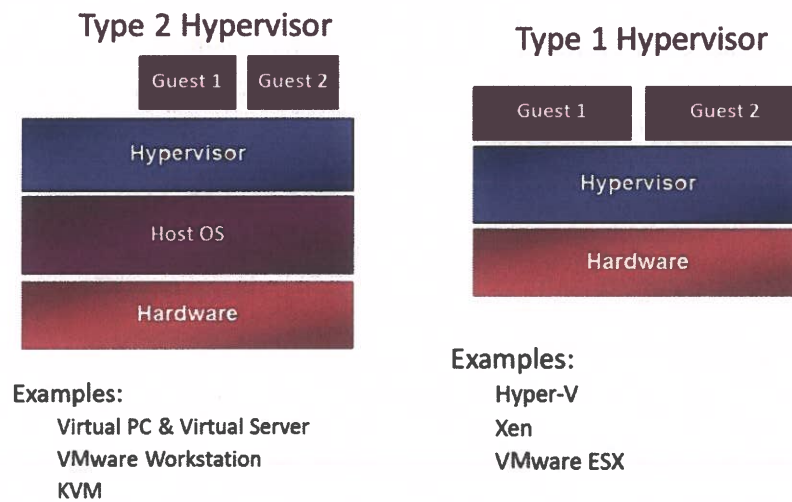 Type 2 Hypervisor
Guest 1
Guest 2
Hypervisor
Host OS
Hardware
Examples:
Virtual PC & Virtual Server
VMware Workstation
KVM
Type 1 Hypervisor
Guest 1
Guest 2
Hypervisor
Hardware
Examples:
Hyper-V
Xen
VMware ESX